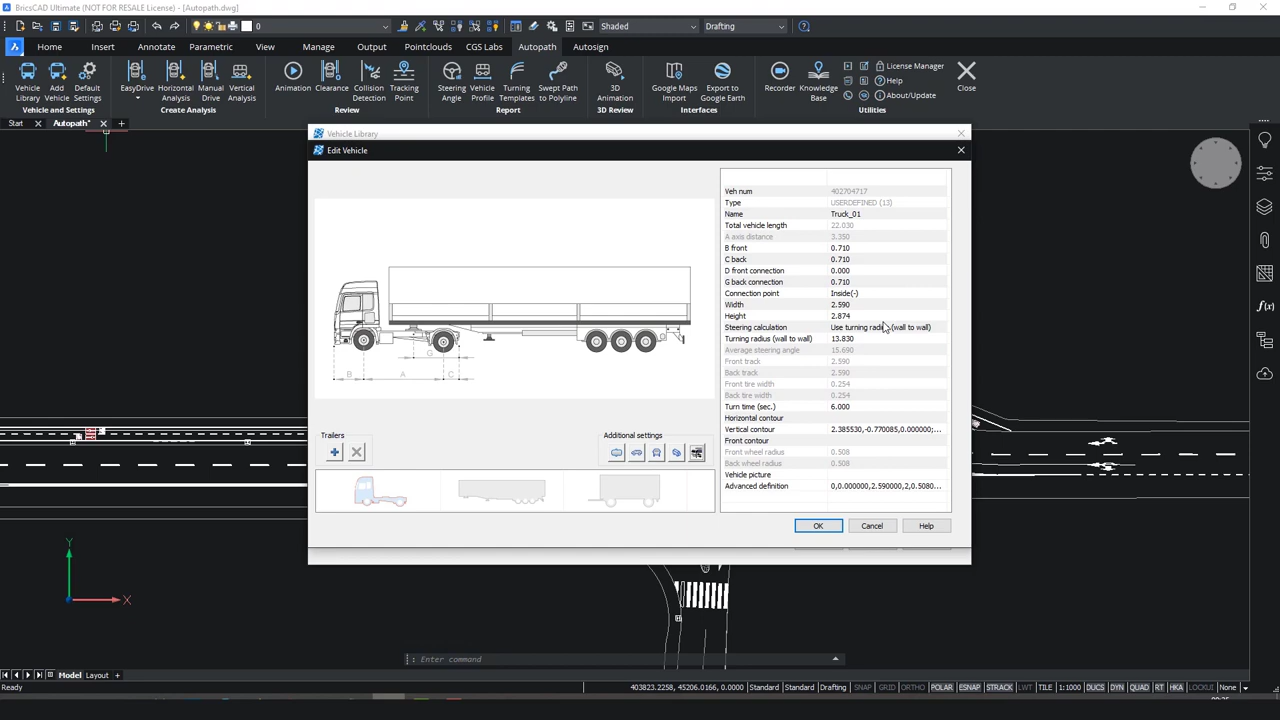 BricsCAD Ultimate (NOT FOR RESALE License) - [Autopath.dwg]
0
Shaded
Drafting
Home Insert Annotate Parametric View Manage Output Pointclouds CGS Labs Autopath Autosign
Vehicle Library
Add Vehicle
Default Settings
Vehicle and Settings
EasyDrive
Horizontal Analysis
Manual Drive
Vertical Analysis
Create Analysis
Animation
Clearance
Collision Detection
Tracking Point
Review
Steering Angle
Vehicle Profile
Turning Templates
Swept Path to Polyline
Report
3D Animation
3D Review
Google Maps Import
Export to Google Earth
Interfaces
Recorder
Knowledge Base
License Manager
Help
About/Update
Utilities
Close
Start
Autopath*
Vehicle Library
Edit Vehicle
Veh num 402704717
Type USERDEFINED (13)
Name Truck_01
Total vehicle length 22.030
A axis distance 3.350
B front 0.710
C back 0.710
D front connection 0.000
G back connection 0.710
Connection point Inside(-)
Width 2.590
Height 2.874
Steering calculation Use turning radius (wall to wall)
Turning radius (wall to wall) 13.830
Average steering angle 15.690
Front track 2.590
Back track 2.590
Front tire width 0.254
Back tire width 0.254
Turn time (sec.) 6.000
Horizontal contour
Vertical contour 2.385530,-0.770085,0.000000;...
Front contour
Front wheel radius 0.508
Back wheel radius 0.508
Vehicle picture
Advanced definition 0,0.000000,2.590000,2,0.5080...
G
B A C
Trailers
Additional settings
OK Cancel Help
Y
X
: Enter command
Model Layout +
Ready
403823.2258, 45206.0166, 0.0000 Standard Standard Drafting SNAP GRID ORTHO POLAR ESNAP STRACK LWT TILE 1:1000 DUCS DYN QUAD RT HKA LOCKUI None